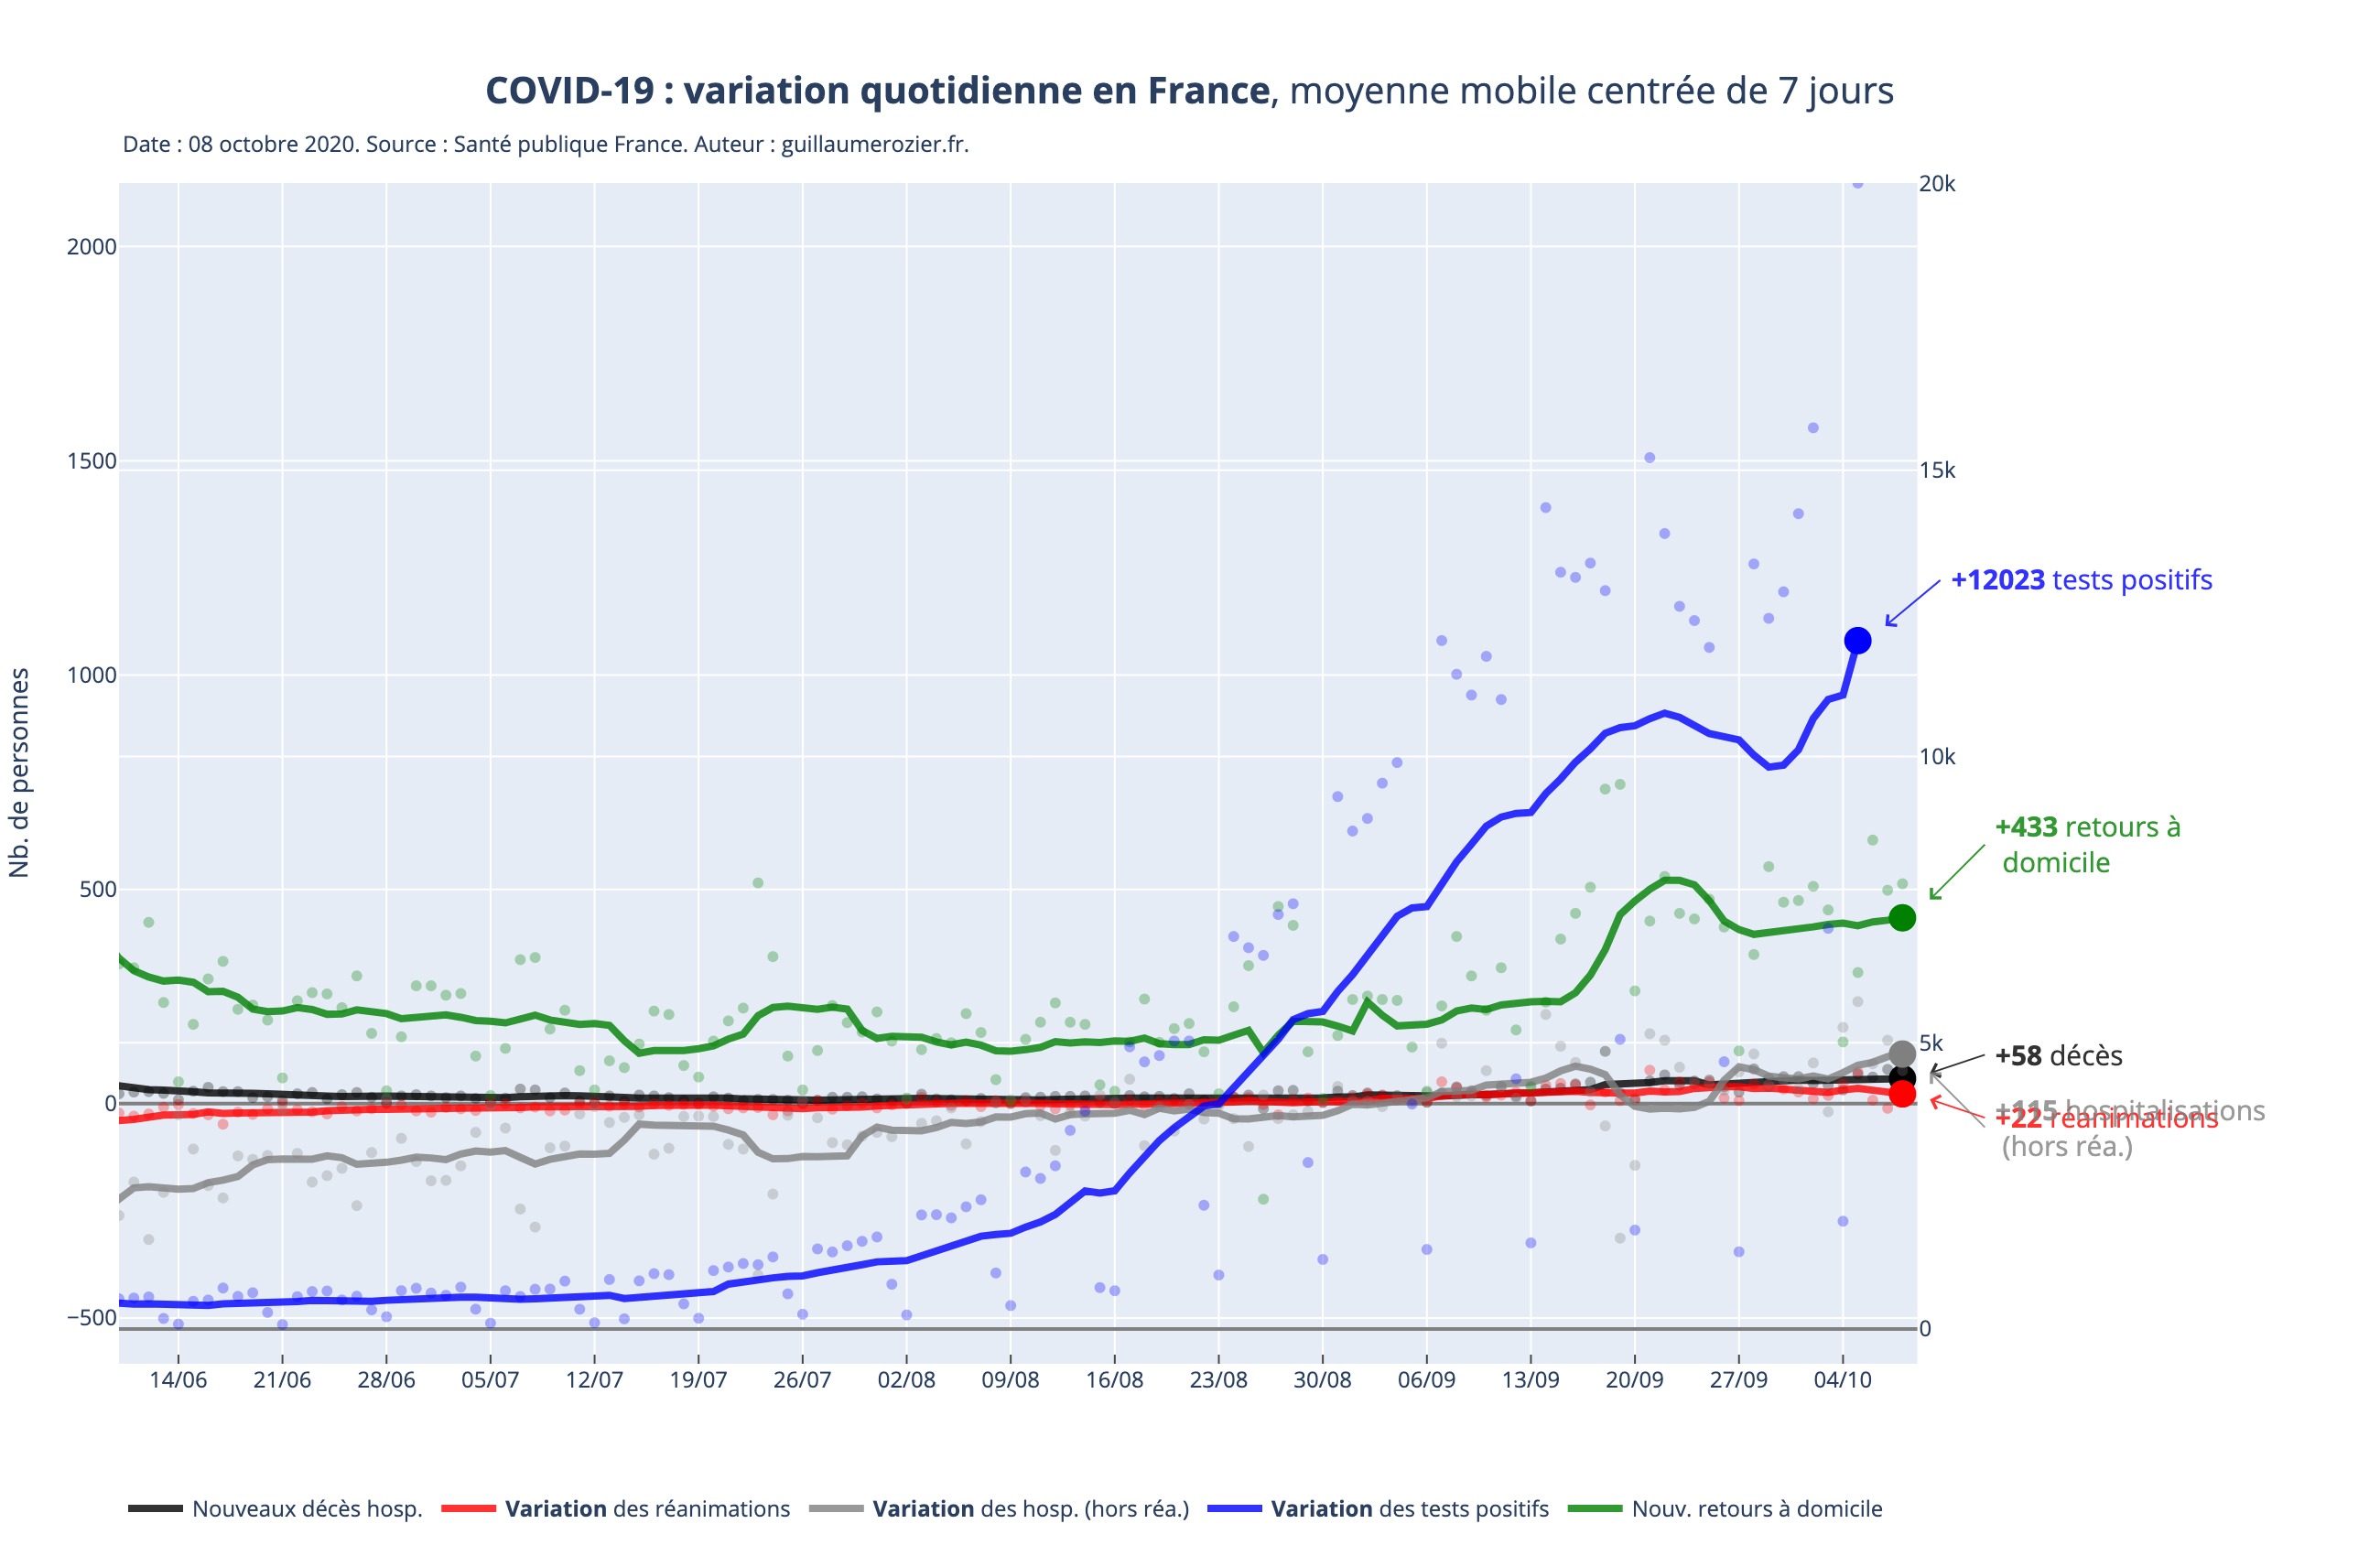 COVID-19 : variation quotidienne en France, moyenne mobile centrée de 7 jours
Date : 08 octobre 2020. Source : Santé publique France. Auteur : guillaumerozier.fr.
Nb. de personnes
2000
1500
1000
500
0
−500
20k
15k
10k
5k
0
+12023 tests positifs
+433 retours à
domicile
+58 décès
+115 hospitalisations
(hors réa.)
+22 réanimations
14/06 21/06 28/06 05/07 12/07 19/07 26/07 02/08 09/08 16/08 23/08 30/08 06/09 13/09 20/09 27/09 04/10
Nouveaux décès hosp. Variation des réanimations Variation des hosp. (hors réa.) Variation des tests positifs Nouv. retours à domicile